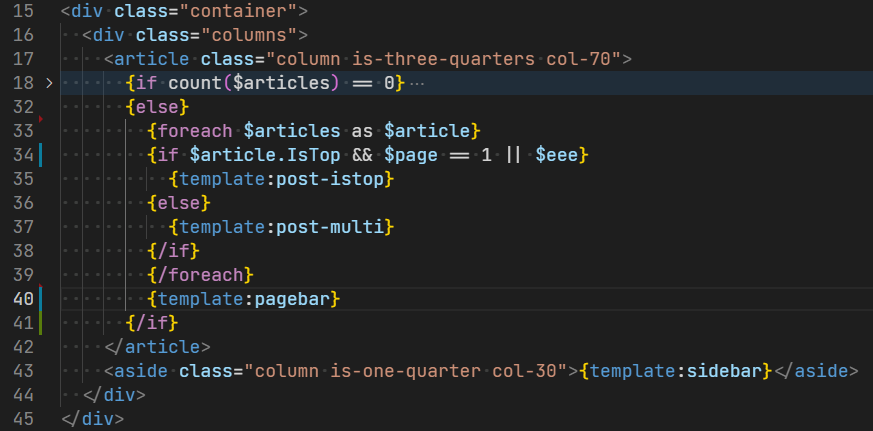 15 <div class="container">
16   <div class="columns">
17     <article class="column is-three-quarters col-70">
18       {if count($articles) == 0} ···
32       {else}
33         {foreach $articles as $article}
34         {if $article.IsTop && $page == 1 || $eee}
35           {template:post-istop}
36         {else}
37           {template:post-multi}
38         {/if}
39         {/foreach}
40         {template:pagebar}
41       {/if}
42     </article>
43     <aside class="column is-one-quarter col-30">{template:sidebar}</aside>
44   </div>
45 </div>